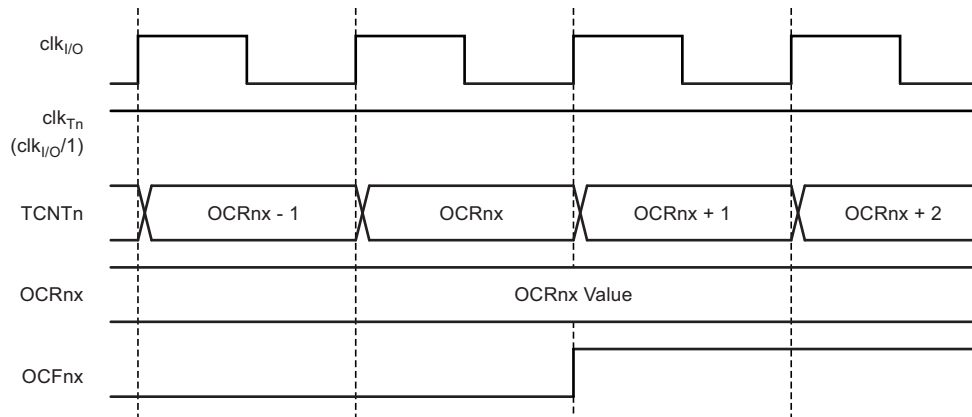 clkI/O
clkTn
(clkI/O/1)
TCNTn OCRnx - 1 OCRnx OCRnx + 1 OCRnx + 2
OCRnx OCRnx Value
OCFnx